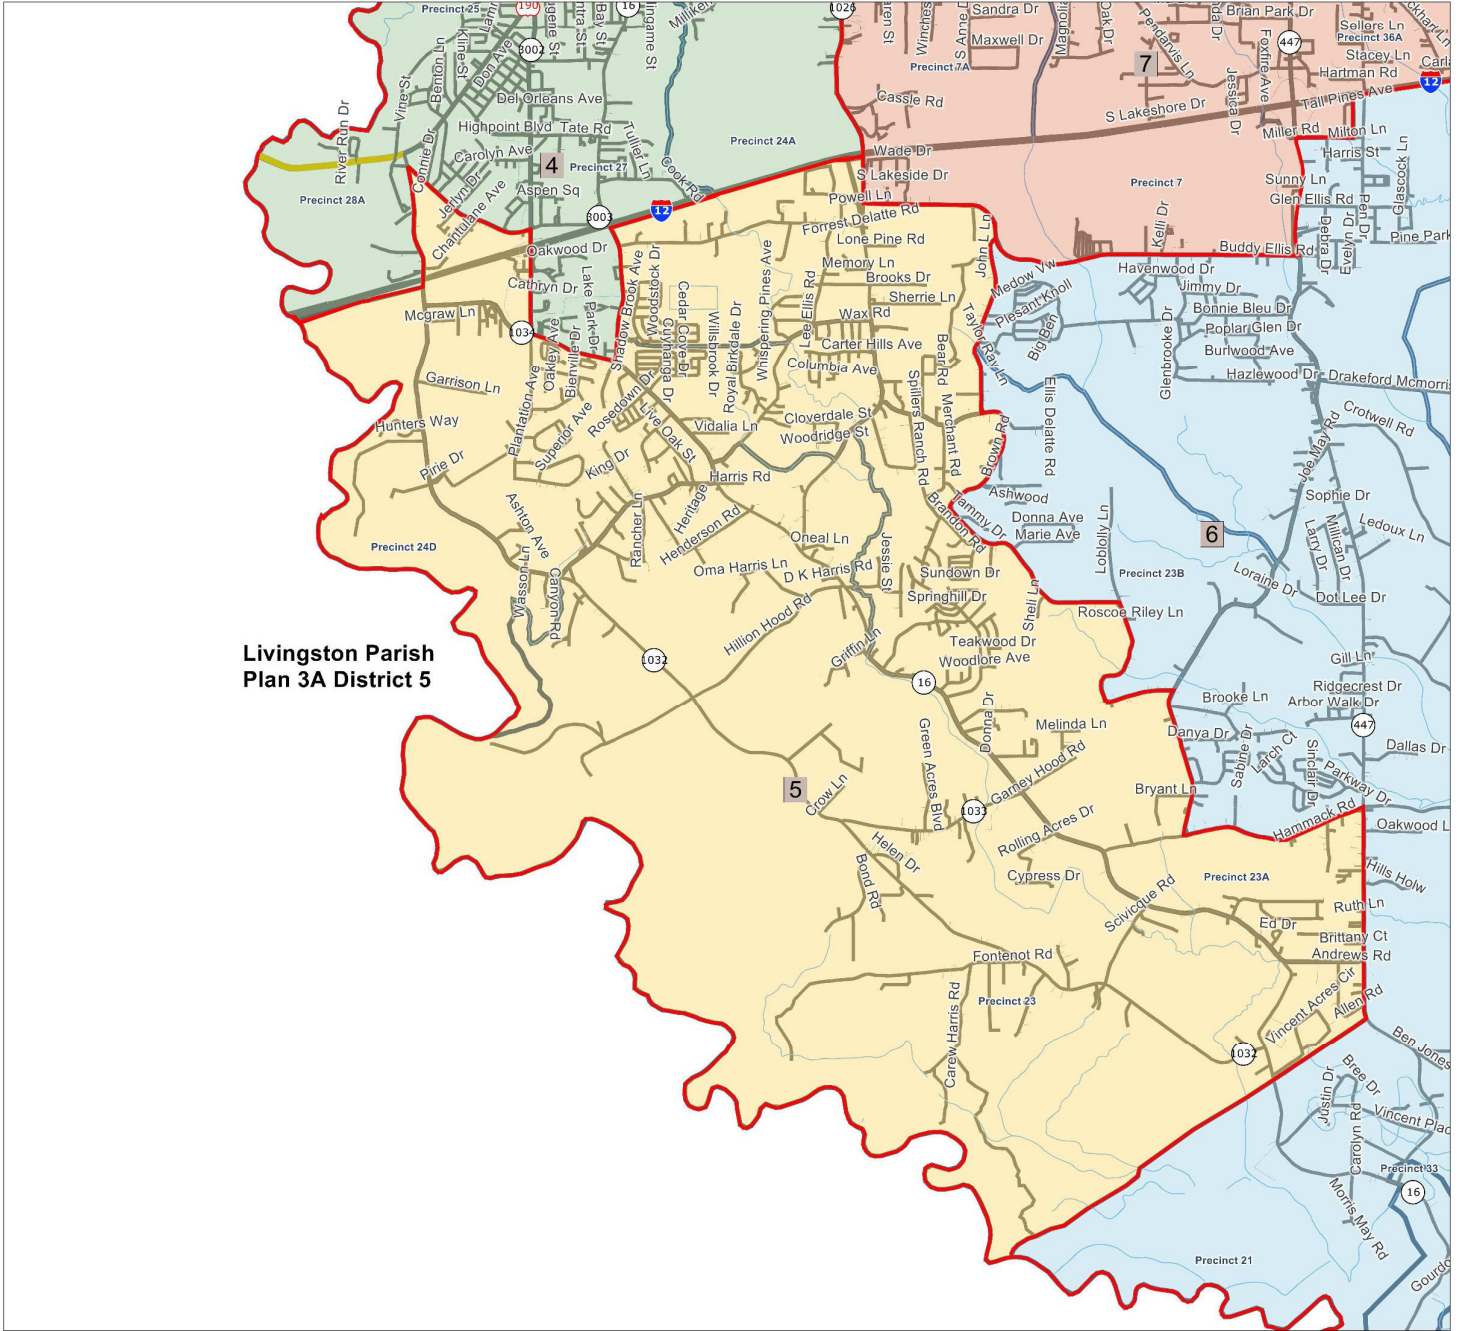 Precinct 25
190
16
1026
Sandra Dr
Brian Park Dr
Sellers Ln
Precinct 36A
Stacey Ln
Hartman Rd
3002
Maxwell Dr
S Anne D
Winches
Magnolia
Oak Dr
Pendarvis Ln
Foxfire Ave
447
Kline St
Benton Ln
Don Ave
Precinct 7A
7
Jessica Dr
12
Tall Pines Ave
Vine St
Del Orleans Ave
Cassle Rd
S Lakeshore Dr
River Run Dr
Highpoint Blvd
Tate Rd
Tullier Ln
Precinct 24A
Miller Rd
Milton Ln
Connie Dr
Carolyn Ave
4
Precinct 27
Cook Rd
Wade Dr
Harris St
Glascock Ln
Precinct 28A
Jerlyn Dr
Chantulane Ave
Aspen Sq
S Lakeside Dr
Precinct 7
Sunny Ln
Glen Ellis Rd
3003
12
Powell Ln
Forrest Delatte Rd
Kelli Dr
Debra Dr
Evelyn Dr
Pen Dr
Pine Park
Oakwood Dr
Lone Pine Rd
John T Ln
Buddy Ellis Rd
Cathryn Dr
Lake Park Dr
Shadow Brook Ave
Woodstock Dr
Whispering Pines Ave
Memory Ln
Brooks Dr
Medow Vw
Havenwood Dr
Jimmy Dr
Mcgraw Ln
1034
Cedar Cove Dr
Cuyhanga Dr
Willsbrook Dr
Royal Birkdale Dr
Lee Ellis Rd
Sherrie Ln
Plesant Knoll
Bonnie Bleu Dr
Wax Rd
Taylor Ray Ln
Big Ben
Glenbrooke Dr
Poplar Glen Dr
Oakley Ave
Bienville Dr
Carter Hills Ave
Bear Rd
Burlwood Ave
Garrison Ln
Plantation Ave
Rosedown Dr
Columbia Ave
Spillers Ranch Rd
Merchant Rd
Hazlewood Dr
Drakeford Mcmorris
Hunters Way
Superior Ave
Live Oak St
Vidalia Ln
Cloverdale St
Woodridge St
Brown Rd
Ellis Delatte Rd
Joe May Rd
Crotwell Rd
Pirie Dr
King Dr
Harris Rd
Ashwood
Sophie Dr
Ashton Ave
Rancher Ln
Heritage
Henderson Rd
Brandon Rd
Tammy Dr
Donna Ave
Marie Ave
Loblolly Ln
6
Larry Dr
Millican Dr
Ledoux Ln
Precinct 24D
Oneal Ln
Jessie St
Wasson Ln
Canyon Rd
Oma Harris Ln
D K Harris Rd
Sundown Dr
Precinct 23B
Loraine Dr
Springhill Dr
Sheli Ln
Dot Lee Dr
Hillion Hood Rd
Roscoe Riley Ln
Livingston Parish
Plan 3A District 5
1032
Griffin Ln
Teakwood Dr
Woodlore Ave
Gill Ln
16
Brooke Ln
Ridgecrest Dr
Arbor Walk Dr
Green Acres Blvd
Donna Dr
Melinda Ln
Danya Dr
Sabine Dr
Larch Ct
Sinclair Dr
447
Dallas Dr
5
Crow Ln
Garney Hood Rd
Bryant Ln
Parkway Dr
1033
Hammack Rd
Oakwood L
Helen Dr
Rolling Acres Dr
Bond Rd
Cypress Dr
Precinct 23A
Hills Holw
Scivicque Rd
Ruth Ln
Ed Dr
Brittany Ct
Fontenot Rd
Andrews Rd
Carew Harris Rd
Precinct 23
Vincent Acres Cir
Allen Rd
1032
Ben Jones
Justin Dr
Bree Dr
Vincent Plac
Carolyn Rd
Precinct 33
16
Morris May Rd
Precinct 21
Gourdo